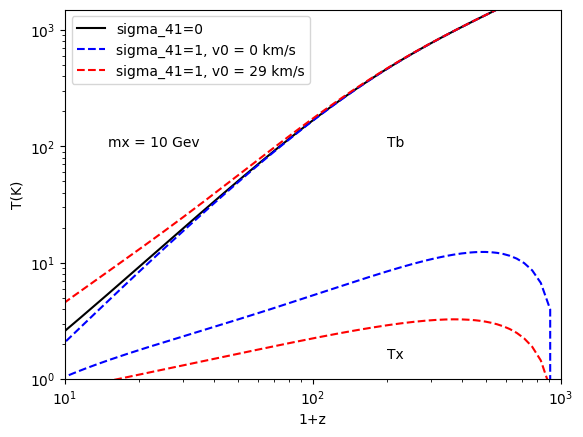 sigma_41=0
sigma_41=1, v0 = 0 km/s
sigma_41=1, v0 = 29 km/s
mx = 10 Gev
Tb
Tx
T(K)
10³
10²
10¹
10⁰
10¹
10²
10³
1+z